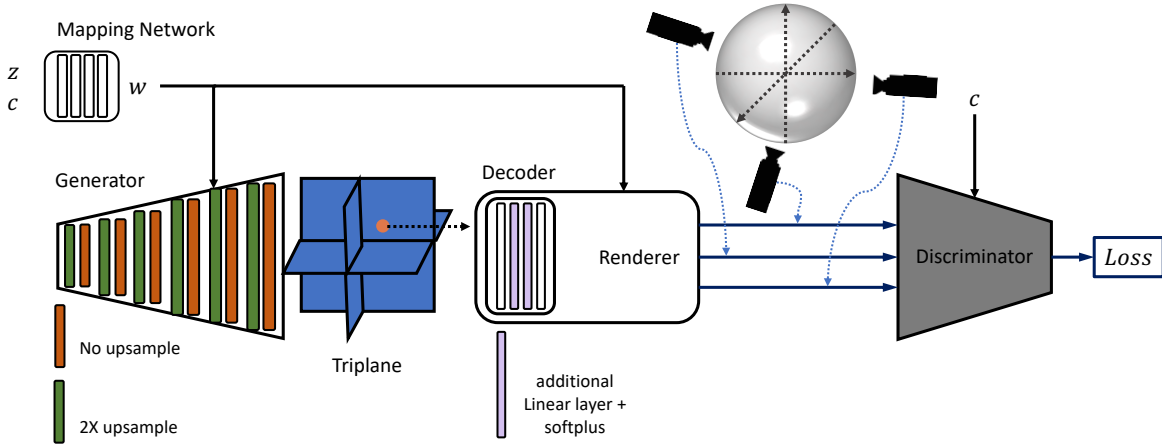 Mapping Network
z
c
w
c
Generator
Decoder
Renderer
Discriminator
Loss
Triplane
No upsample
2X upsample
additional
Linear layer +
softplus